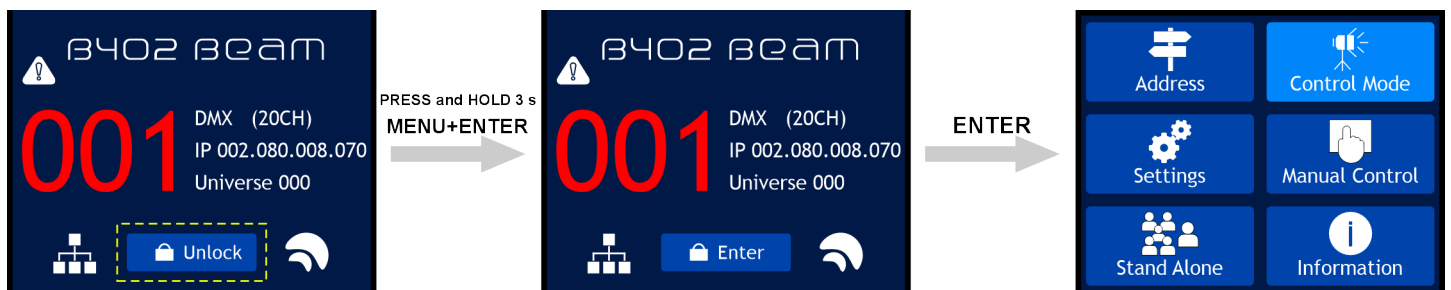 B402 Beam
001
DMX (20CH)
IP 002.080.008.070
Universe 000
Unlock
PRESS and HOLD 3 s
MENU+ENTER
B402 Beam
001
DMX (20CH)
IP 002.080.008.070
Universe 000
Enter
ENTER
Address
Control Mode
Settings
Manual Control
Stand Alone
Information